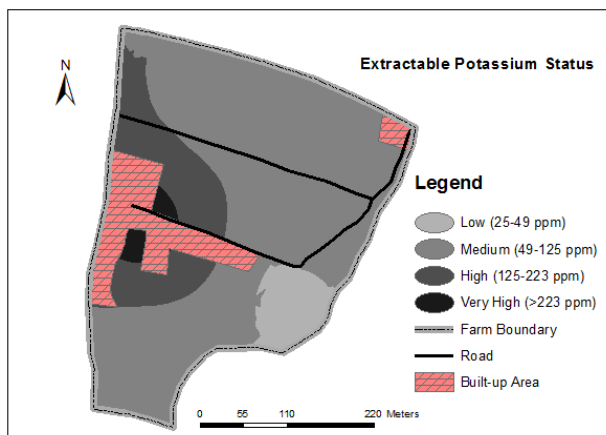 Extractable Potassium Status
N
Legend
Low (25-49 ppm)
Medium (49-125 ppm)
High (125-223 ppm)
Very High (>223 ppm)
Farm Boundary
Road
Built-up Area
0 55 110 220 Meters